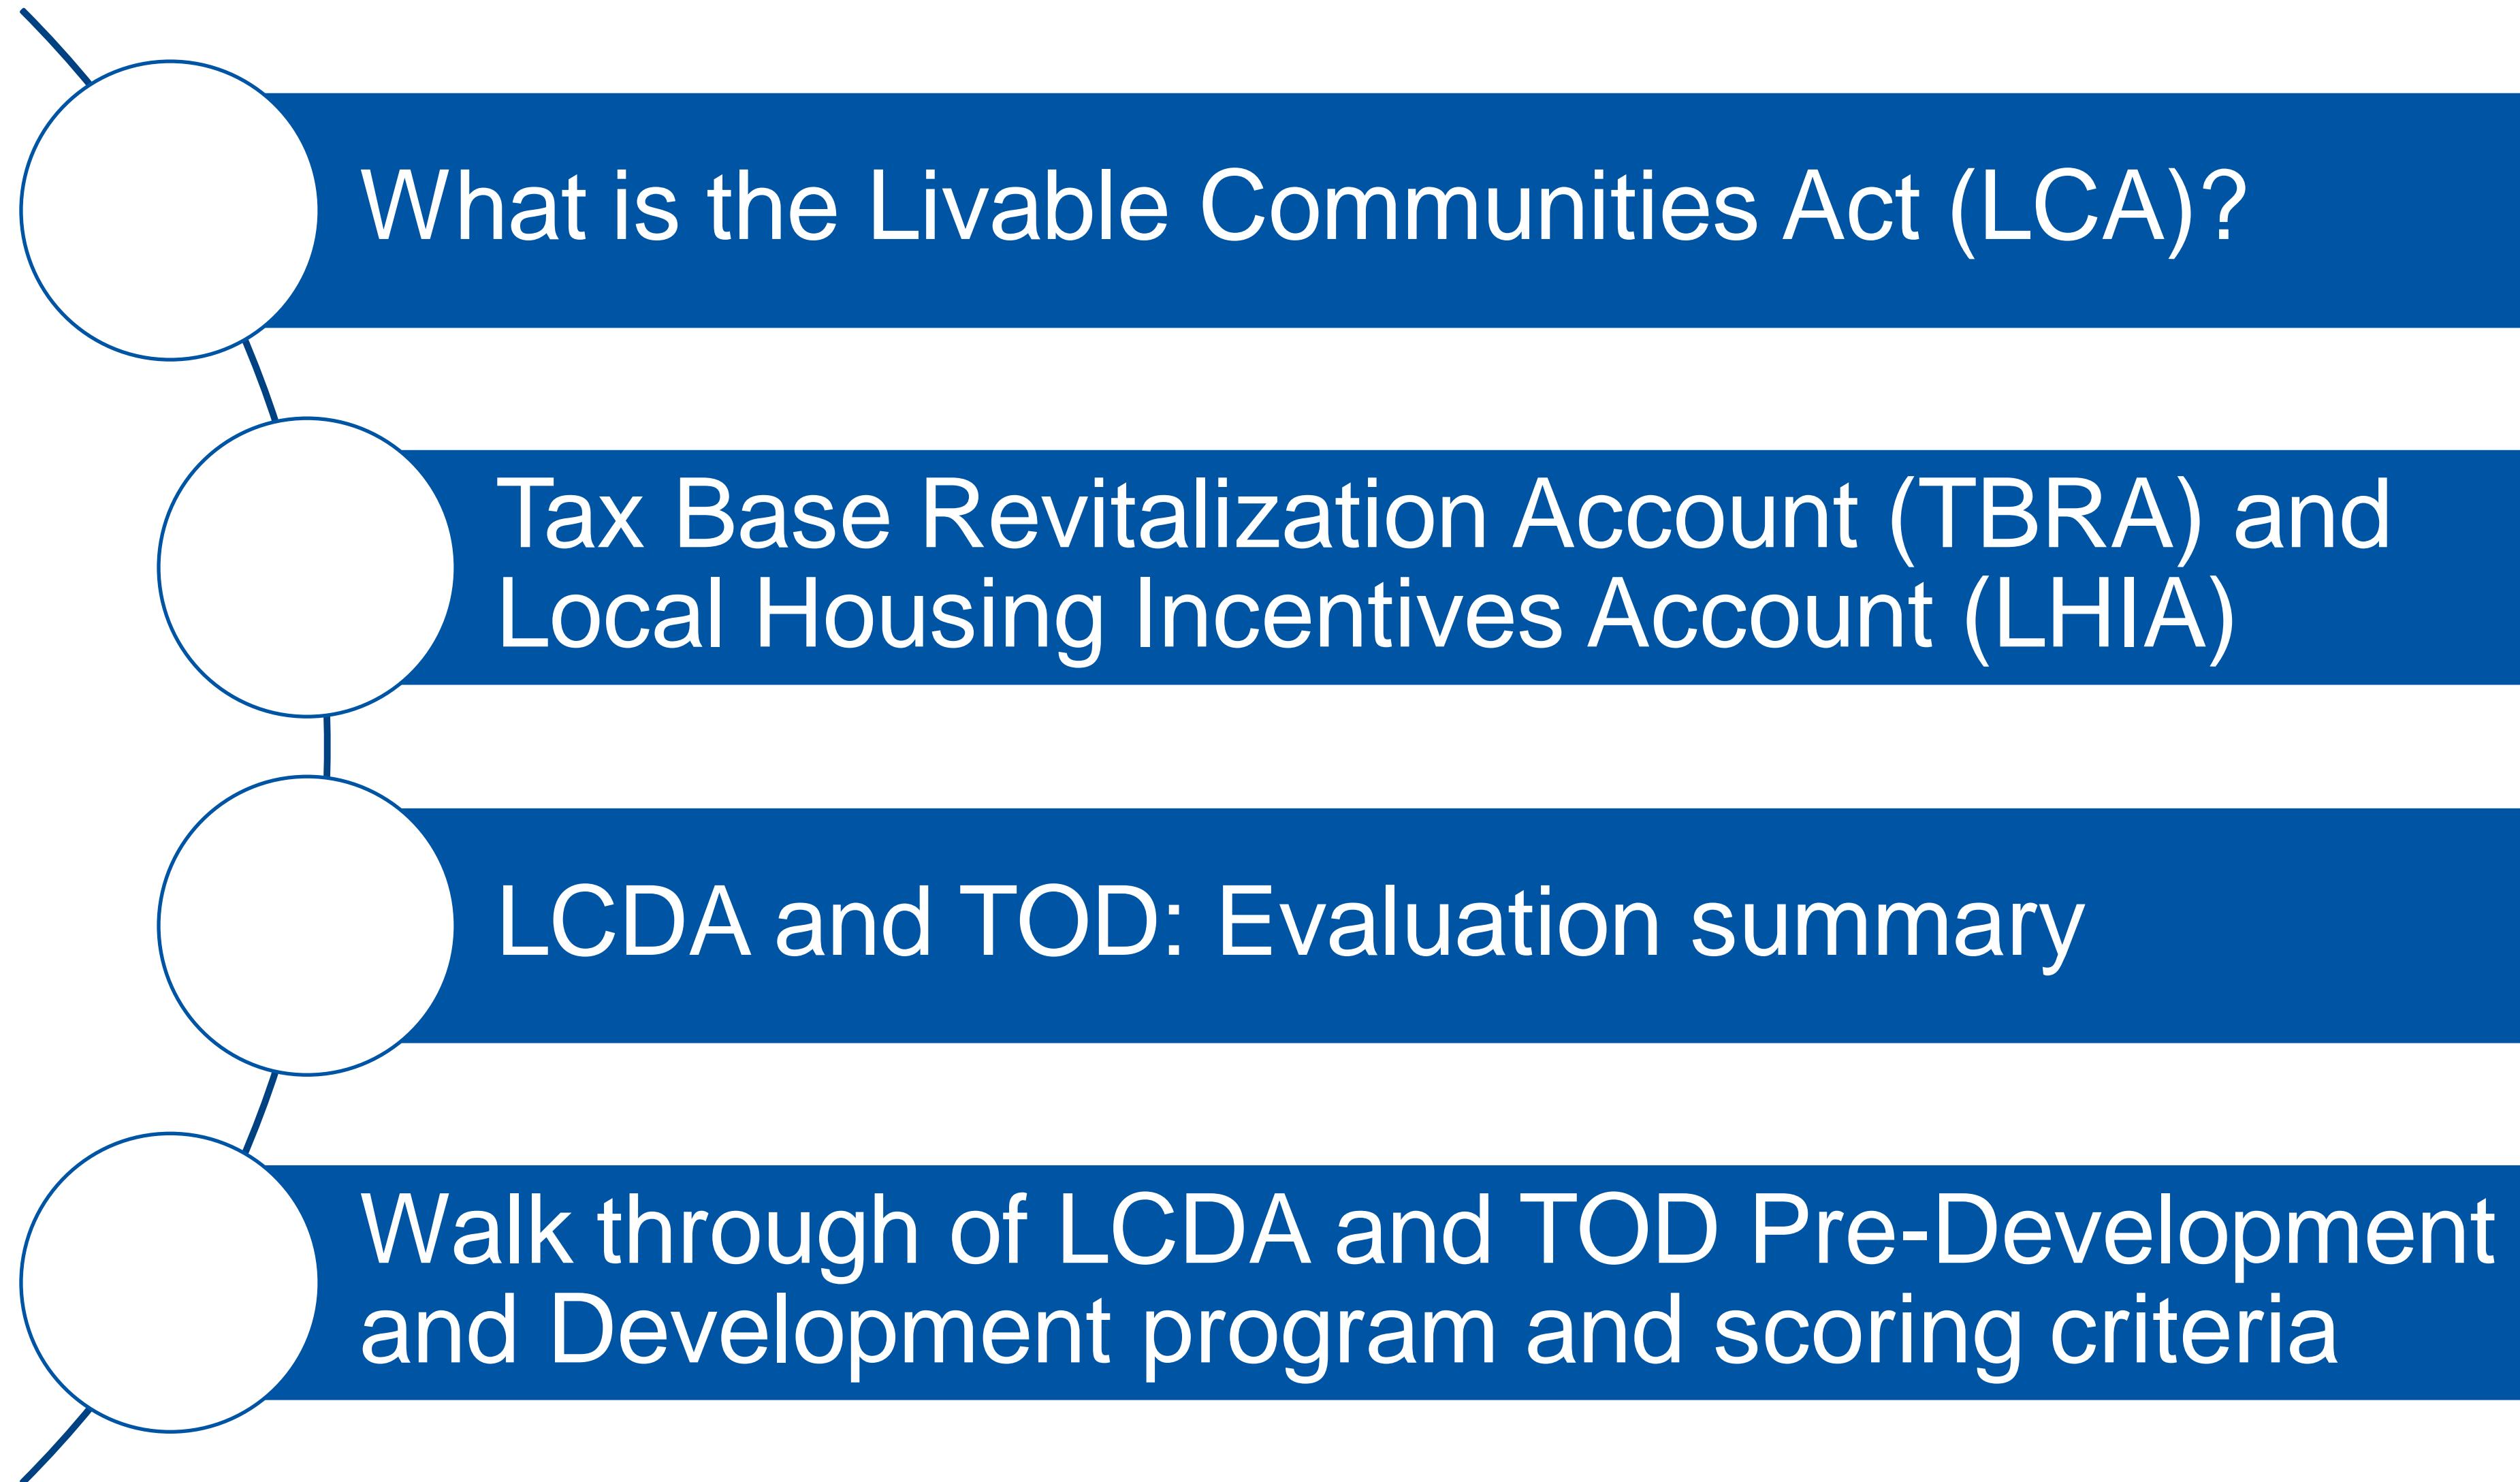 What is the Livable Communities Act (LCA)?
Tax Base Revitalization Account (TBRA) and
Local Housing Incentives Account (LHIA)
LCDA and TOD: Evaluation summary
Walk through of LCDA and TOD Pre-Development
and Development program and scoring criteria